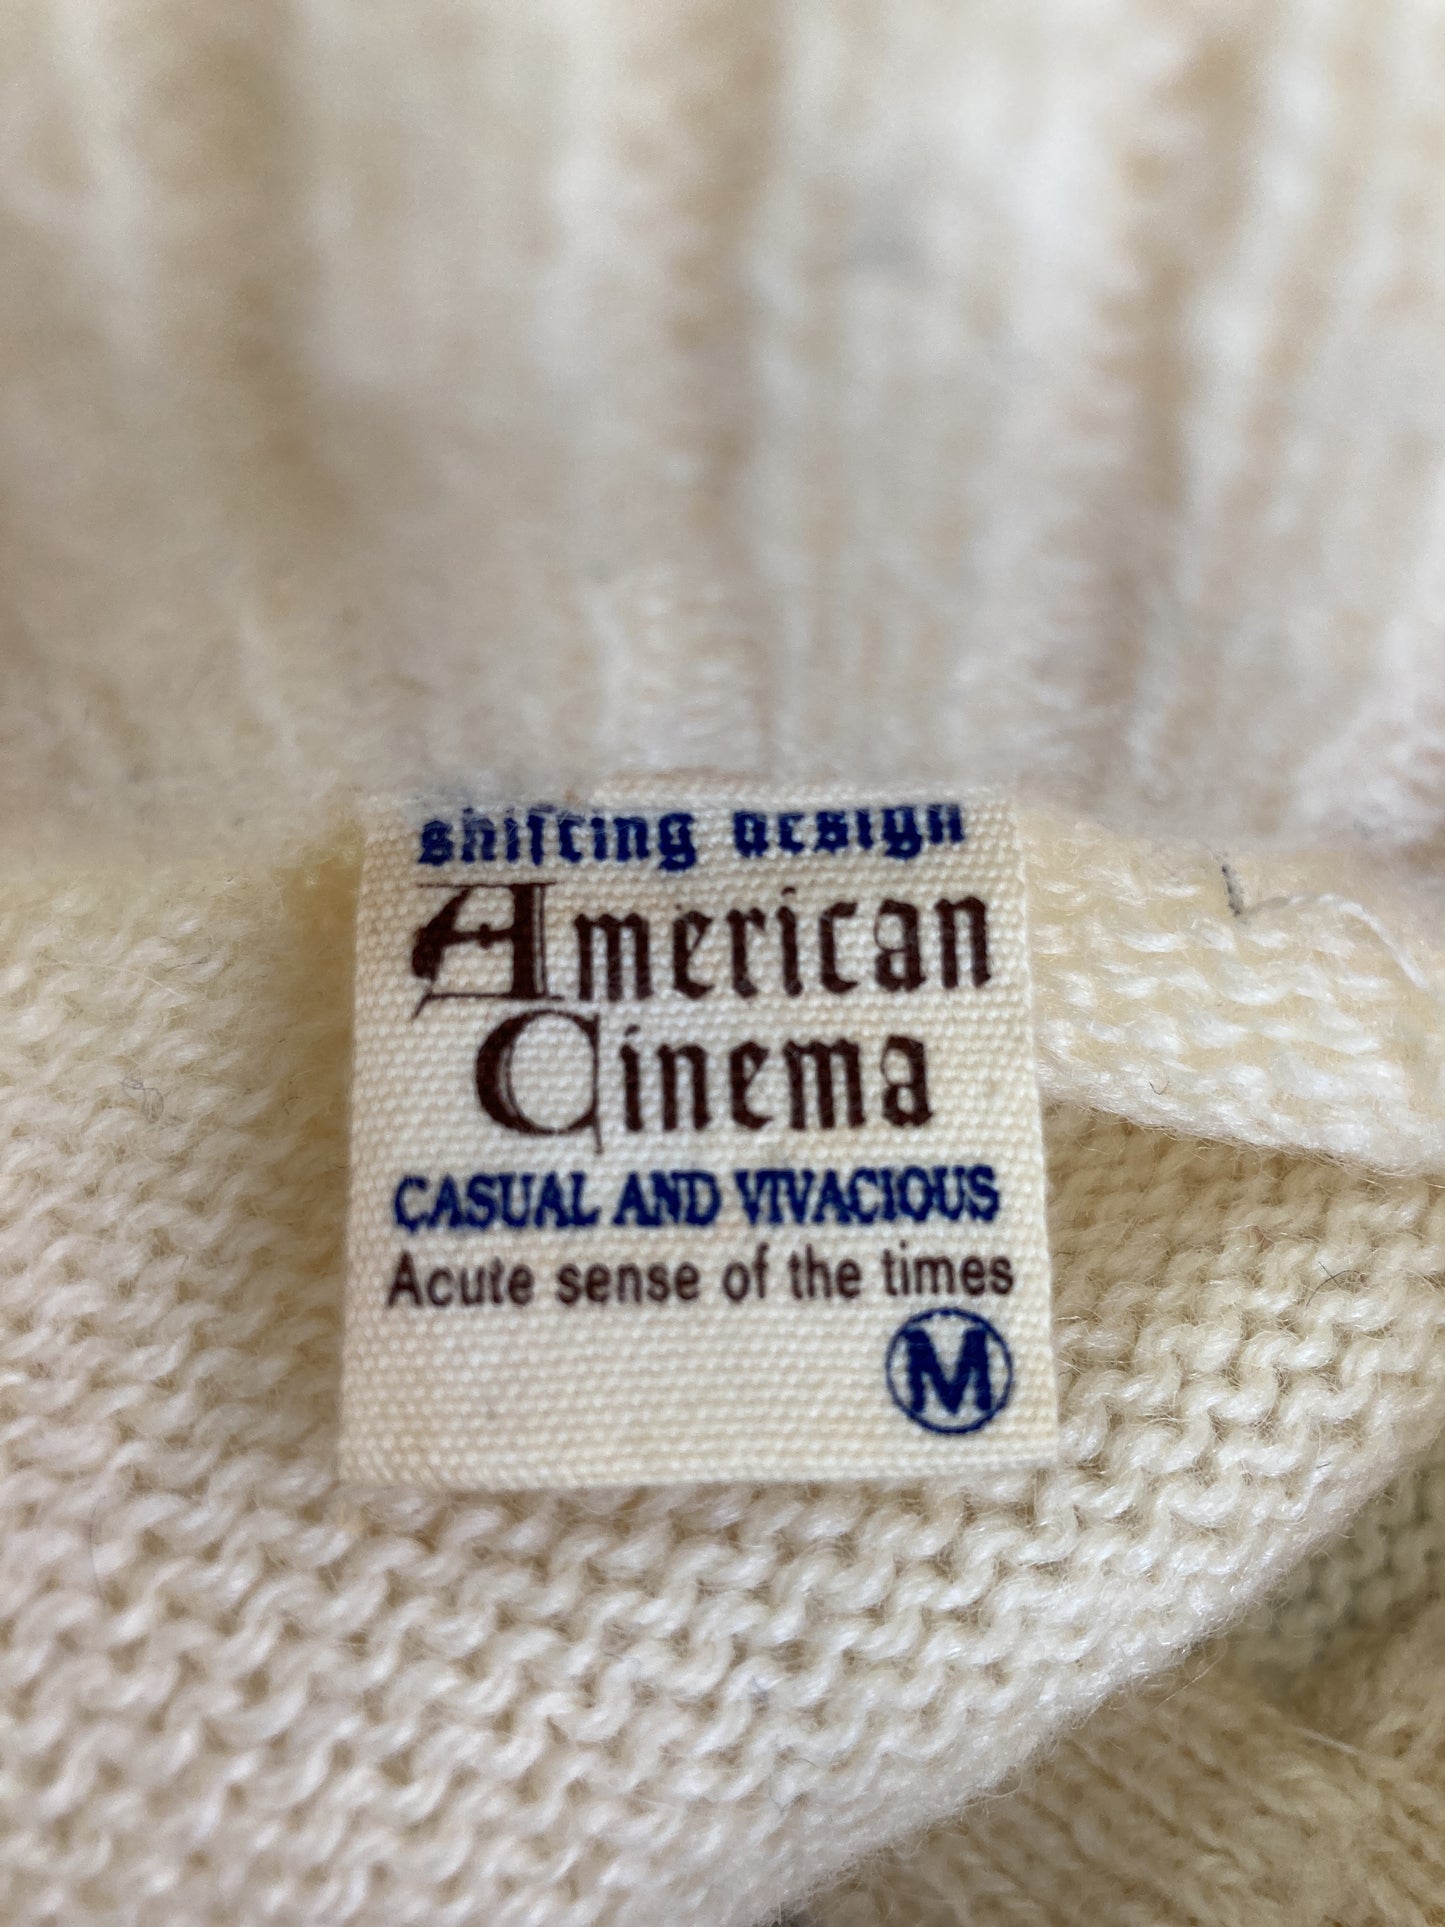 shifting design
American
Cinema
CASUAL AND VIVACIOUS
Acute sense of the times
M